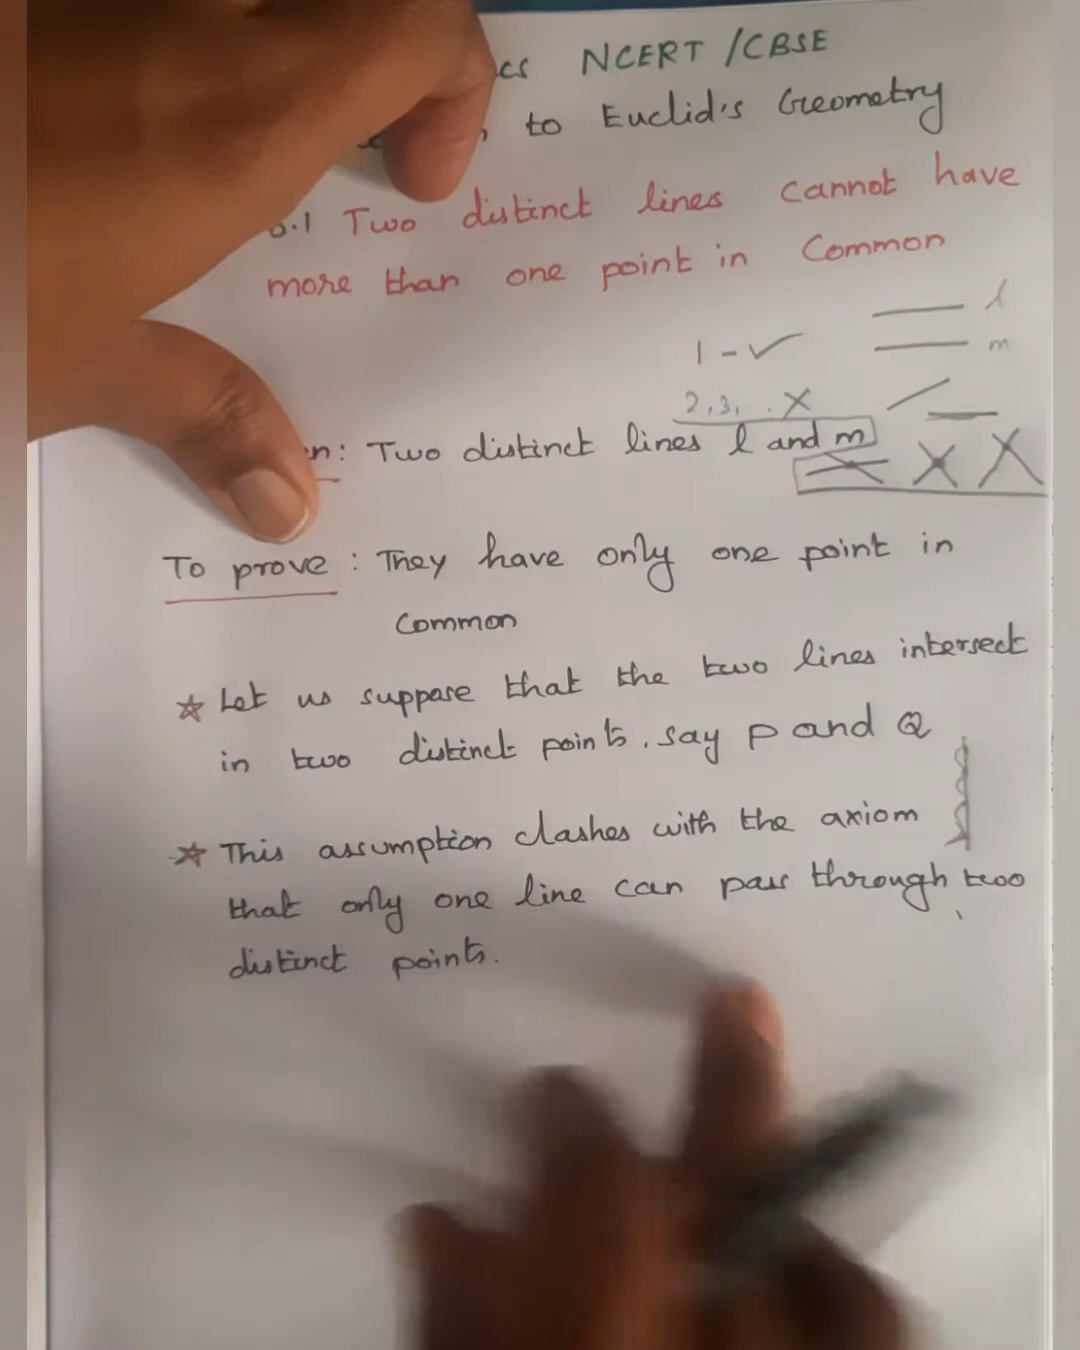 NCERT /CBSE
to Euclid's Geometry
Two distinct lines cannot have
more than one point in Common
l
1 - ✓
m
2,3,.. X
Two distinct lines l and m
To prove : They have only one point in
Common
☆ Let us suppose that the two lines intersect
in two distinct points, say P and Q
☆ This assumption clashes with the axiom
that only one line can pass through two
distinct points.